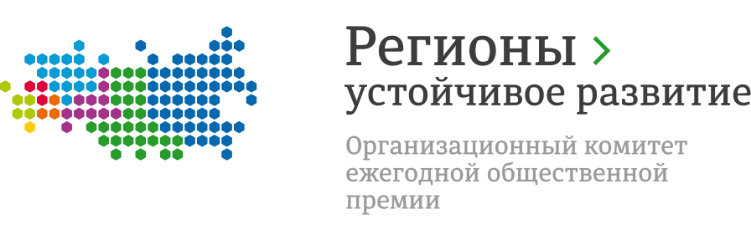 Регионы >
устойчивое развитие
Организационный комитет
ежегодной общественной
премии